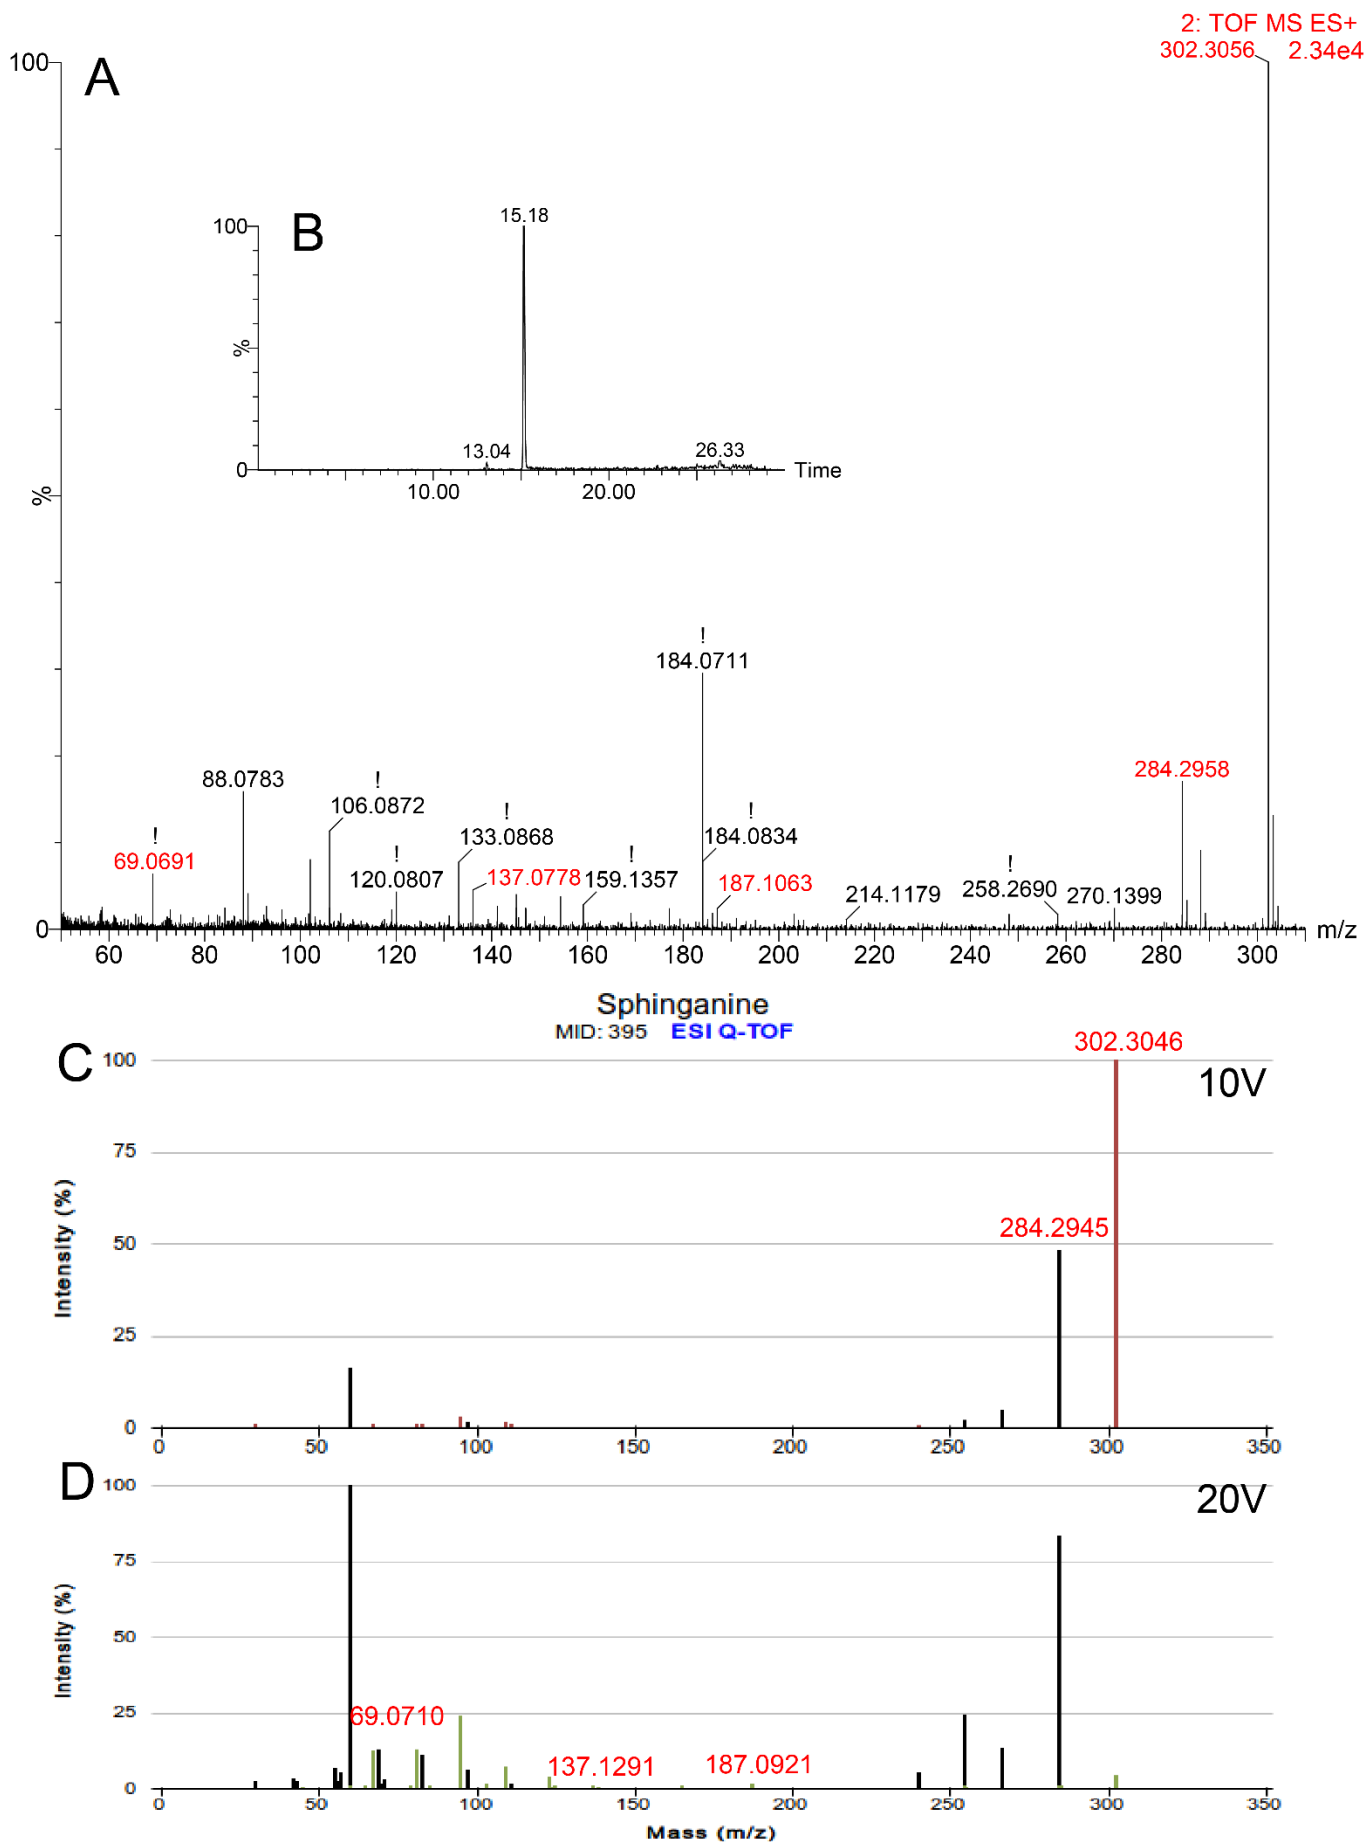 2: TOF MS ES+
302.3056 2.34e4
100
A
15.18
100
B
%
13.04
26.33
0
Time
10.00
20.00
%
!
184.0711
284.2958
88.0783
!
106.0872
!
133.0868
!
184.0834
!
69.0691
!
120.0807
137.0778
!
159.1357
187.1063
214.1179
!
258.2690
270.1399
0
m/z
60 80 100 120 140 160 180 200 220 240 260 280 300
Sphinganine
MID: 395 ESI Q-TOF
C
100
302.3046
10V
75
Intensity (%)
284.2945
50
25
0
0 50 100 150 200 250 300 350
D
100
20V
75
Intensity (%)
50
25
69.0710
137.1291
187.0921
0
0 50 100 150 200 250 300 350
Mass (m/z)